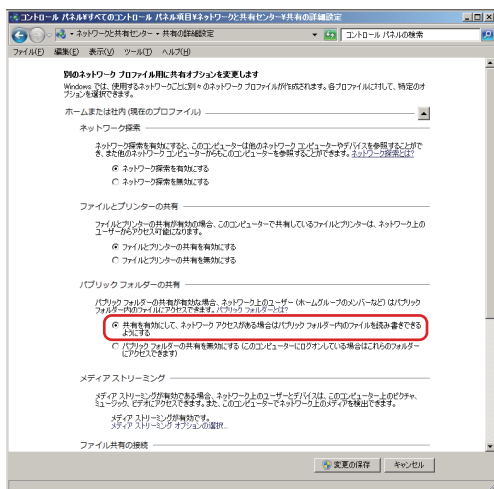 コントロール パネル¥すべてのコントロール パネル項目¥ネットワークと共有センター¥共有の詳細設定
ネットワークと共有センター 共有の詳細設定
コントロール パネルの検索
ファイル(F) 編集(E) 表示(V) ツール(T) ヘルプ(H)
別のネットワーク プロファイル用に共有オプションを変更します
Windows では、使用するネットワークごとに別々のネットワーク プロファイルが作成されます。各プロファイルに対して、特定のオ
プションを選択できます。
ホームまたは社内 (現在のプロファイル)
ネットワーク探索
ネットワーク探索を有効にすると、このコンピューターは他のネットワーク コンピューターやデバイスを参照することがで
き、また他のネットワーク コンピューターからもこのコンピューターを参照することができます。ネットワーク探索とは?
ネットワーク探索を有効にする
ネットワーク探索を無効にする
ファイルとプリンターの共有
ファイルとプリンターの共有が有効の場合、このコンピューターで共有しているファイルとプリンターは、ネットワーク上の
ユーザーからアクセス可能になります。
ファイルとプリンターの共有を有効にする
ファイルとプリンターの共有を無効にする
パブリック フォルダーの共有
パブリック フォルダーの共有が有効な場合、ネットワーク上のユーザー (ホームグループのメンバーなど) はパブリック
フォルダー内のファイルにアクセスできます。パブリック フォルダーとは?
共有を有効にして、ネットワーク アクセスがある場合はパブリック フォルダー内のファイルを読み書きできる
ようにする
パブリック フォルダーの共有を無効にする (このコンピューターにログオンしている場合はこれらのフォルダー
にアクセスできます)
メディア ストリーミング
メディア ストリーミングが有効である場合、ネットワーク上のユーザーとデバイスは、このコンピューター上のピクチャ、
ミュージック、ビデオにアクセスできます。また、このコンピューターでネットワーク上のメディアを検出できます。
メディア ストリーミングが有効です。
メディア ストリーミング オプションの選択...
ファイル共有の接続
変更の保存 キャンセル